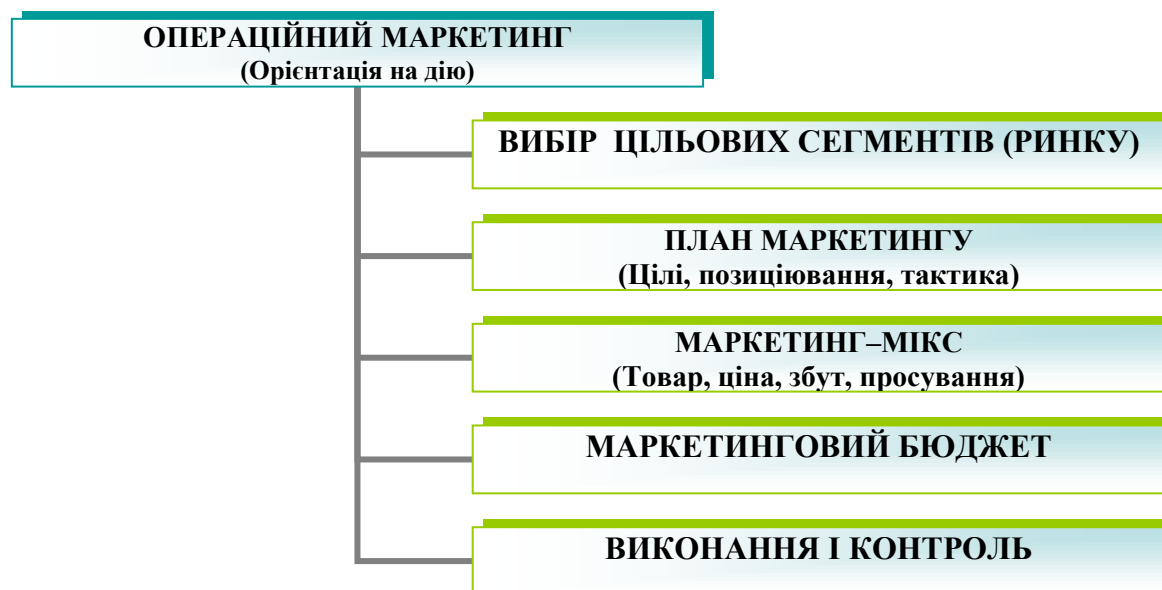 ОПЕРАЦІЙНИЙ МАРКЕТИНГ
(Орієнтація на дію)
ВИБІР ЦІЛЬОВИХ СЕГМЕНТІВ (РИНКУ)
ПЛАН МАРКЕТИНГУ
(Цілі, позиціювання, тактика)
МАРКЕТИНГ–МІКС
(Товар, ціна, збут, просування)
МАРКЕТИНГОВИЙ БЮДЖЕТ
ВИКОНАННЯ І КОНТРОЛЬ